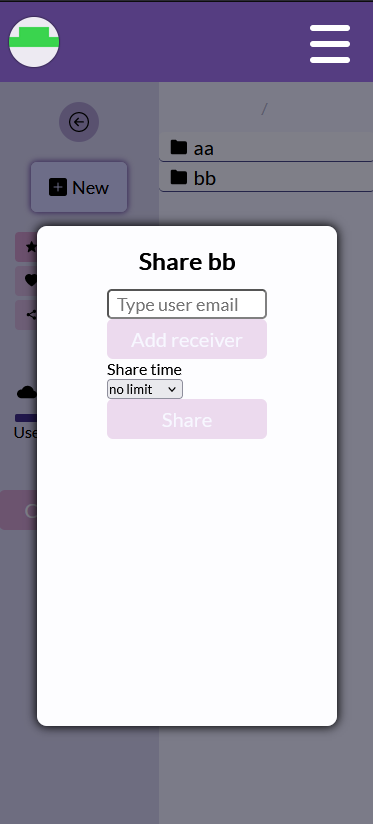 /
aa
New
bb
Share bb
Type user email
Add receiver
Share time
no limit
Use
Share